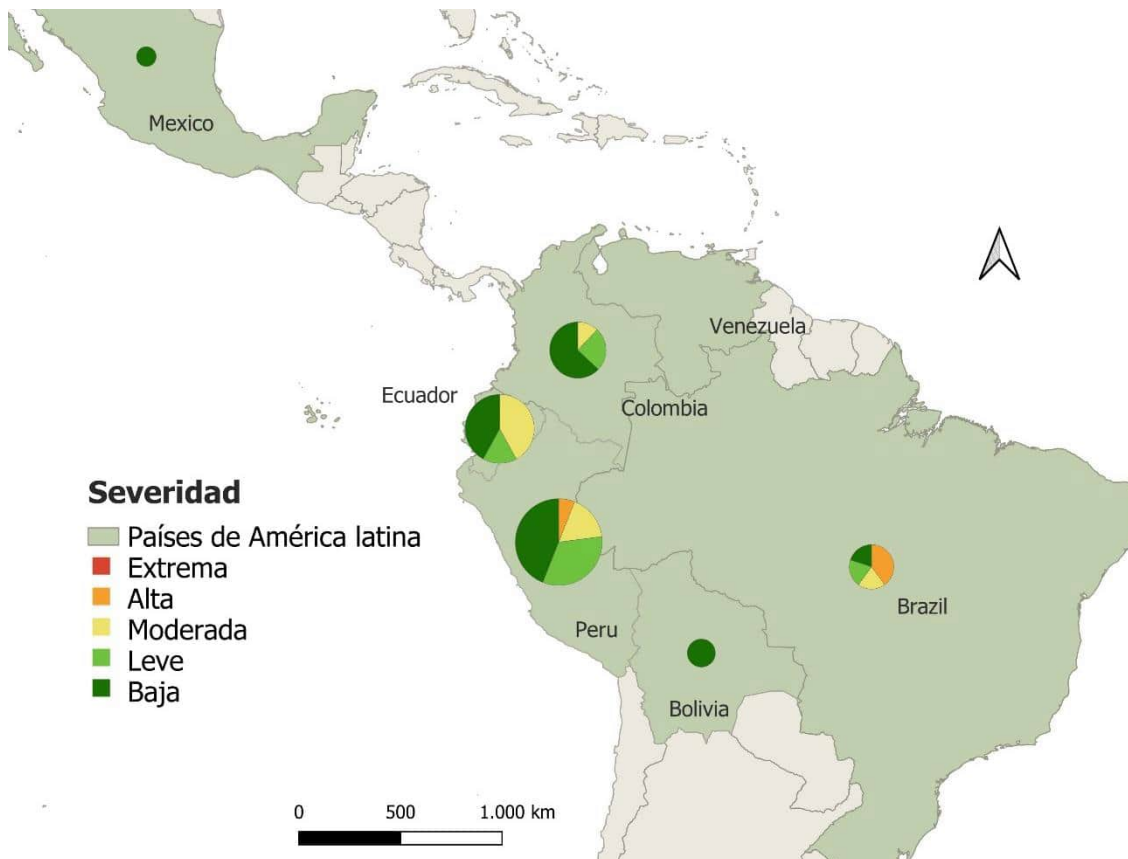 Mexico
Venezuela
Ecuador
Colombia
Severidad
Países de América latina
Extrema
Alta
Moderada
Leve
Baja
Brazil
Peru
Bolivia
0 500 1.000 km